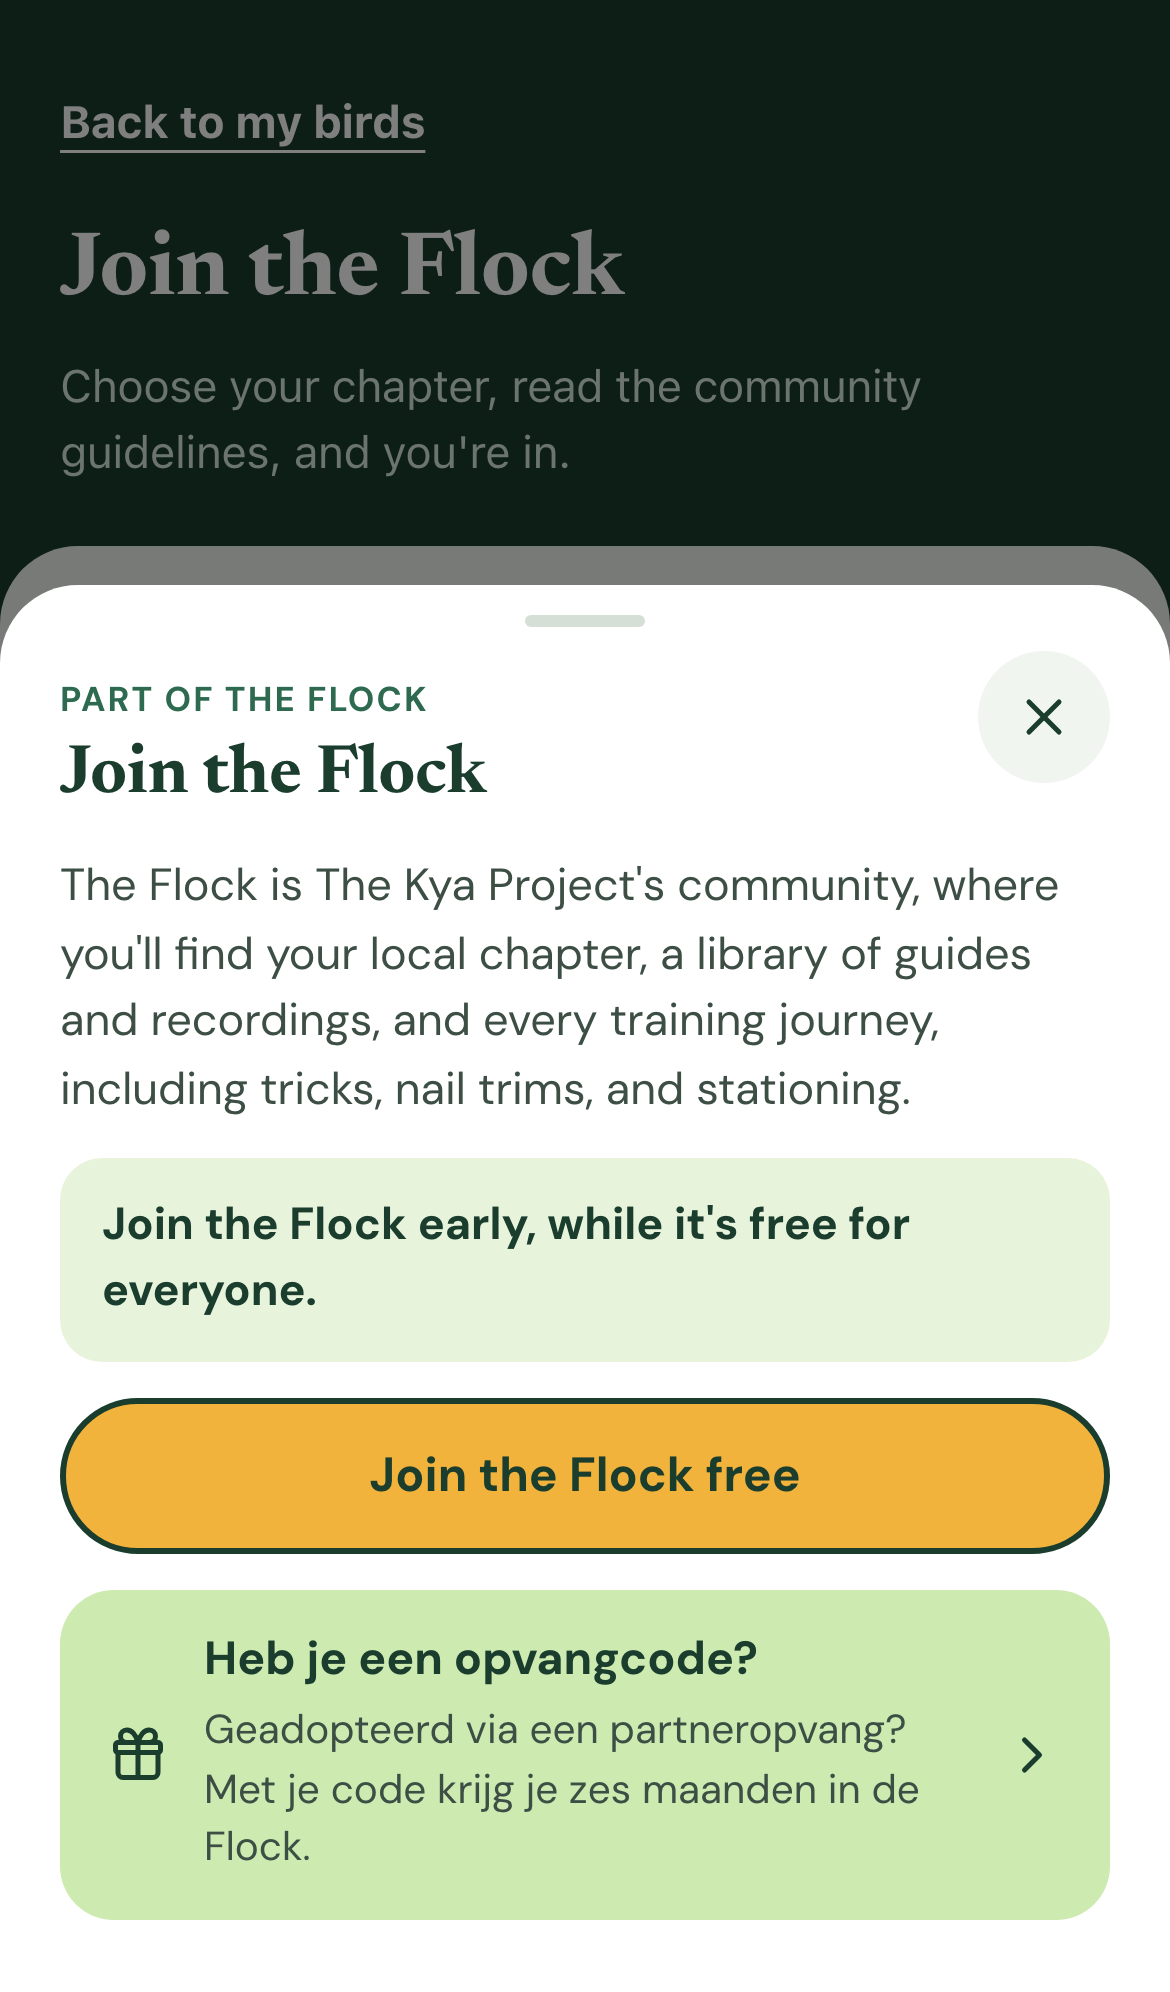 Back to my birds
Join the Flock
Choose your chapter, read the community
guidelines, and you're in.
PART OF THE FLOCK
Join the Flock
The Flock is The Kya Project's community, where
you'll find your local chapter, a library of guides
and recordings, and every training journey,
including tricks, nail trims, and stationing.
Join the Flock early, while it's free for
everyone.
Join the Flock free
Heb je een opvangcode?
Geadopteerd via een partneropvang?
Met je code krijg je zes maanden in de
Flock.